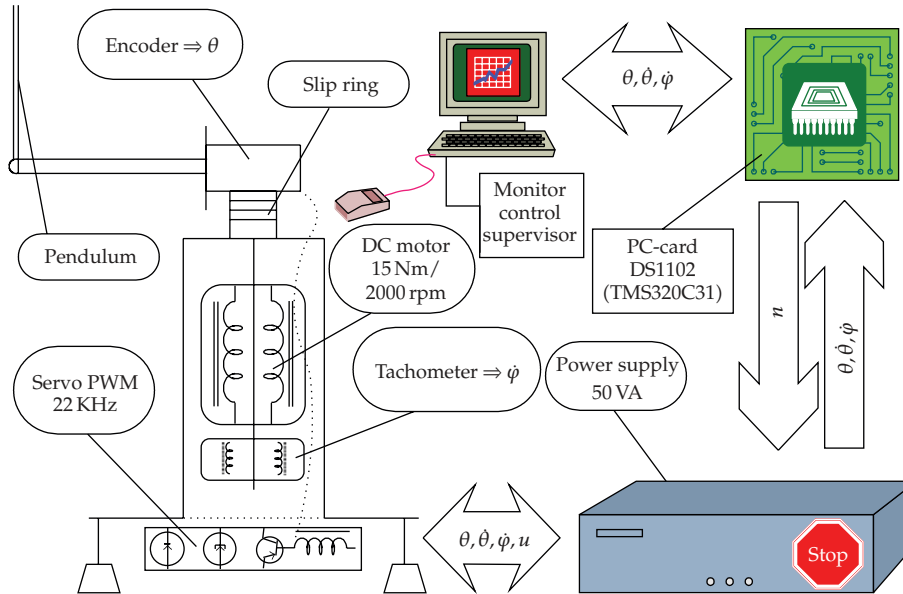 Encoder ⇒ θ
Slip ring
θ, θ̇, φ̇
Monitor
control
supervisor
Pendulum
DC motor
15 Nm/
2000 rpm
PC-card
DS1102
(TMS320C31)
u
θ, θ̇, φ̇
Servo PWM
22 KHz
Tachometer ⇒ φ̇
Power supply
50 VA
θ, θ̇, φ̇, u
Stop